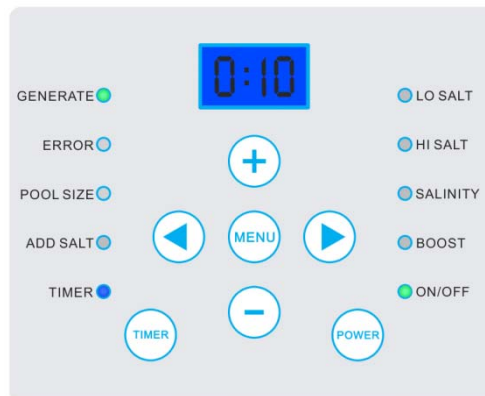 0:10
GENERATE
LO SALT
ERROR
HI SALT
+
POOL SIZE
SALINITY
ADD SALT
MENU
BOOST
TIMER
ON/OFF
−
TIMER
POWER